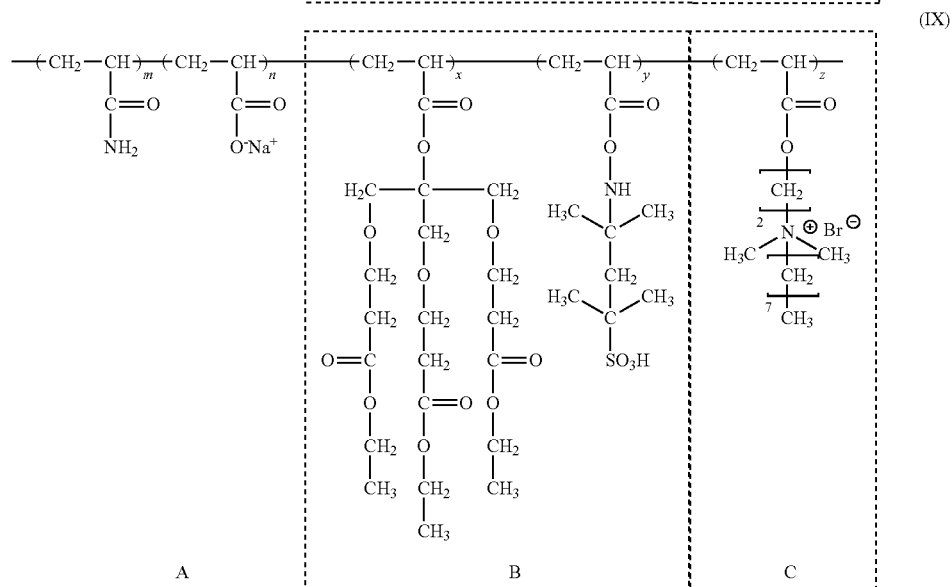 (IX)
(CH₂ CH)m (CH₂ CH)n (CH₂ CH)x (CH₂ CH)y (CH₂ CH)z
C=O C=O C=O C=O C=O
NH₂ O⁻Na⁺ O O O
H₂C C CH₂ NH CH₂
O CH₂ O H₃C CH₃ 2
C N ⊕ Br ⊖
CH₂ O CH₂ CH₂ H₃C CH₃
H₃C CH₃ CH₂
CH₂ CH₂ CH₂ C 7
CH₃
O=C CH₂ C=O SO₃H
O C=O O
CH₂ O CH₂
CH₃ CH₂ CH₃
CH₃
A B C